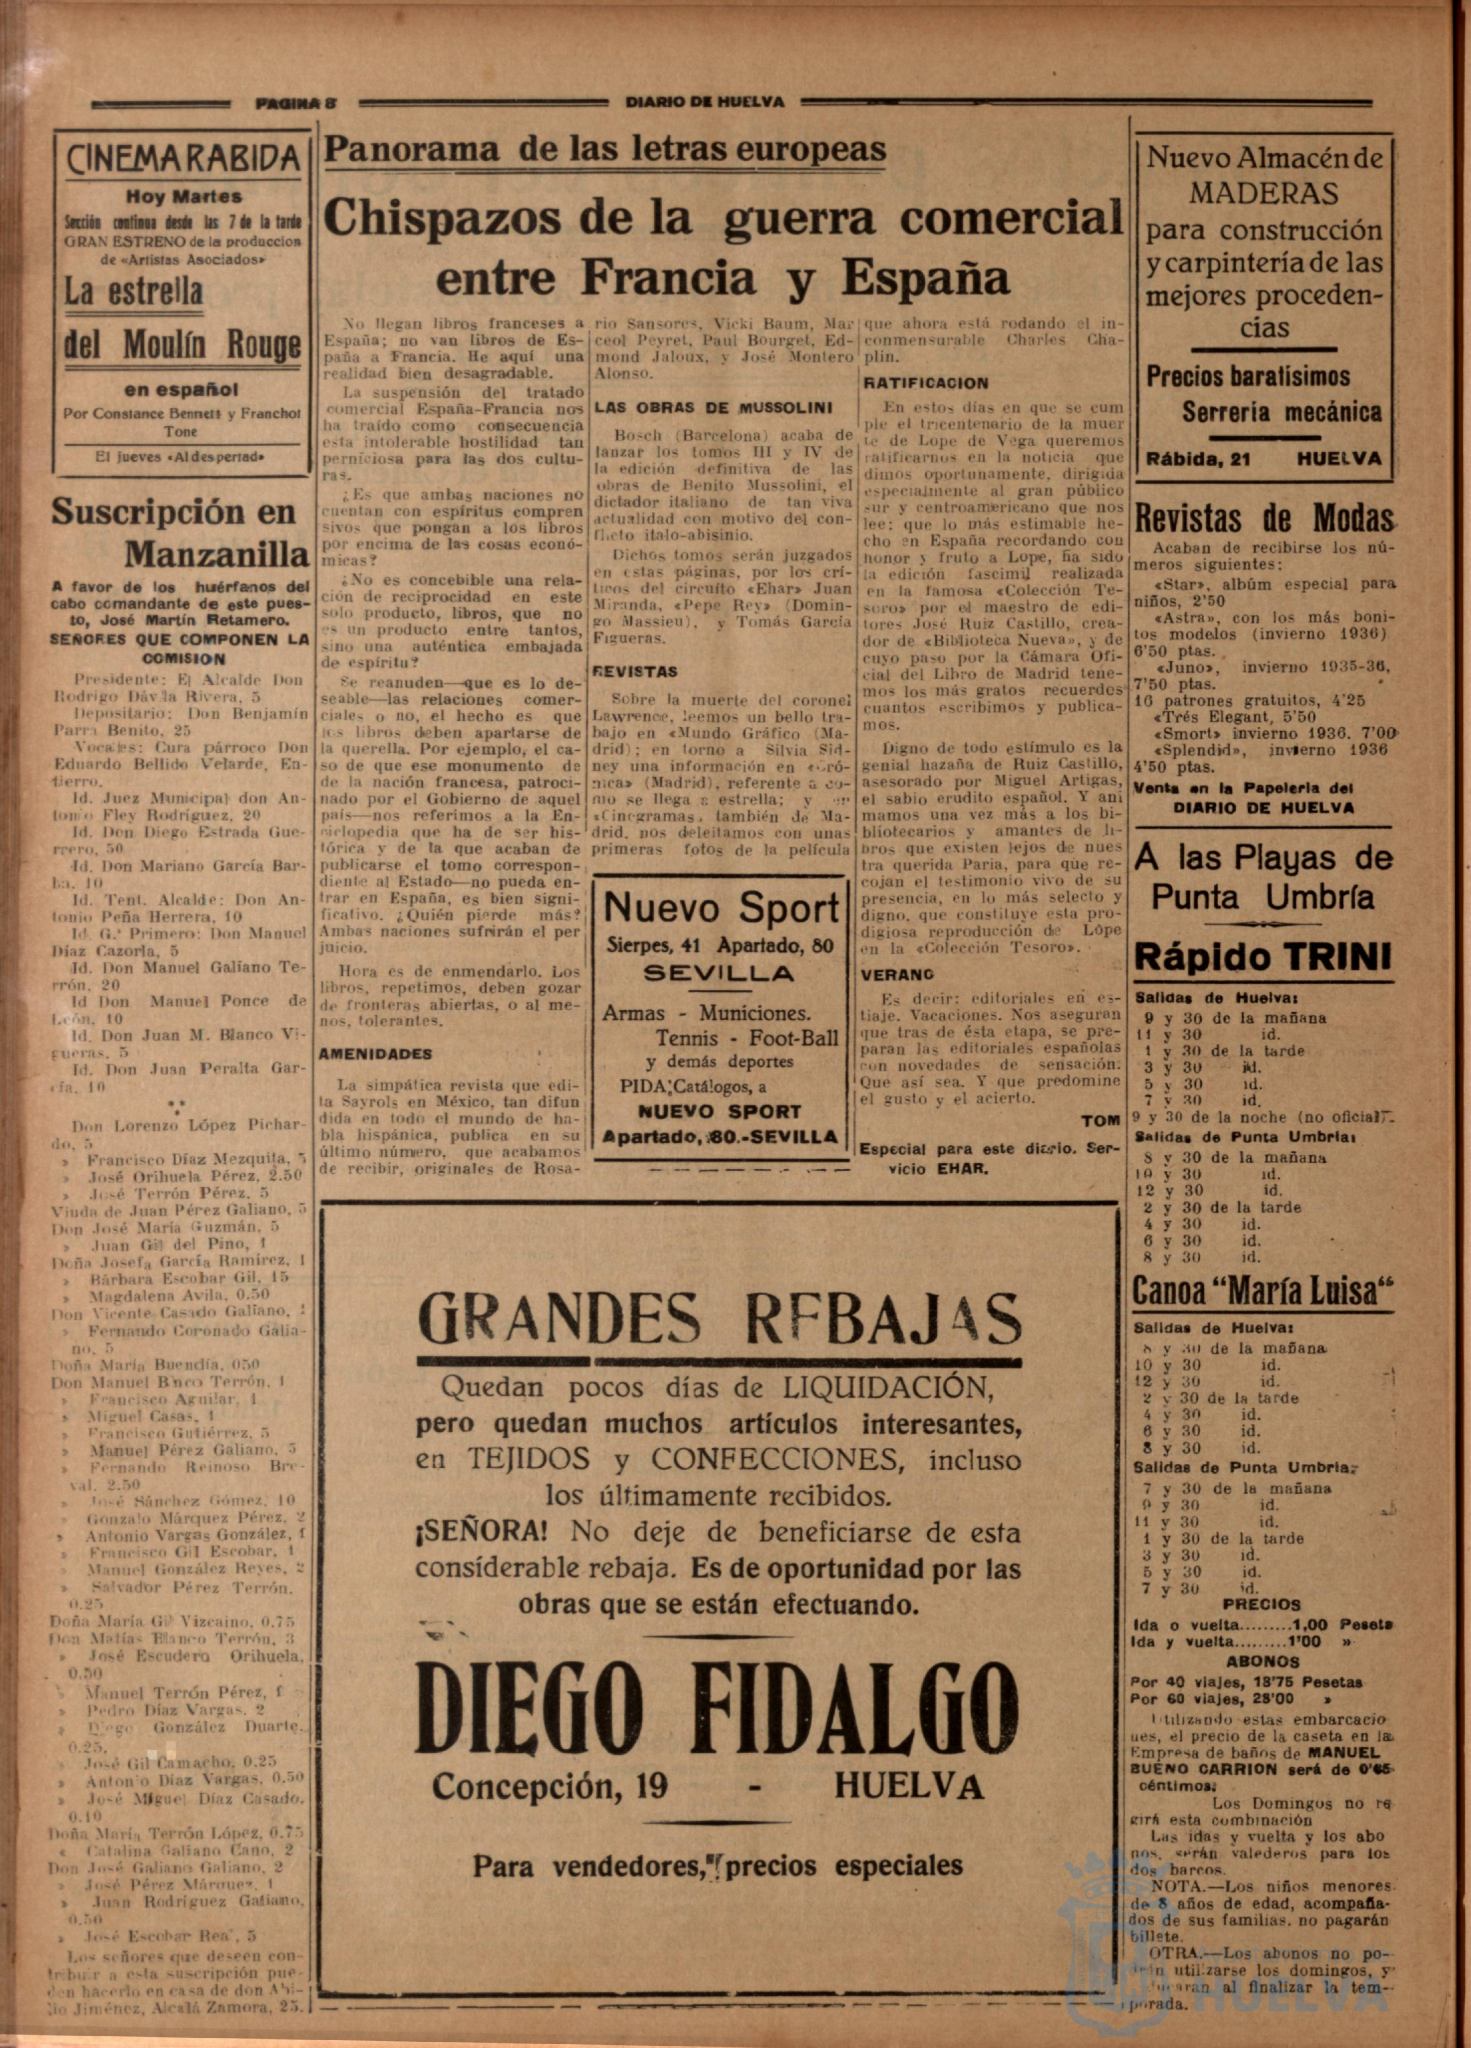 PAGINA 8
DIARIO DE HUELVA
CINEMA RABIDA
Hoy Martes
Sección continua desde las 7 de la tarde
GRAN ESTRENO de la produccion
de «Artistas Asociados»
La estrella
del Moulín Rouge
en español
Por Constance Bennett y Franchot
Tone
El jueves «Al despertad»
Suscripción en
Manzanilla
A favor de los huérfanos del
cabo comandante de este pues-
to, José Martín Retamero.
SEÑORES QUE COMPONEN LA
COMISION
Presidente: El Alcalde Don
Rodrigo Dávila Rivera, 5
Depositario: Don Benjamín
Parra Benito, 25
Vocales: Cura párroco Don
Eduardo Bellido Velarde, En-
tierro.
Id. Juez Municipal don An-
tonio Fley Rodríguez, 20
Id. Don Diego Estrada Gue-
rrero, 50
Id. Don Mariano García Bar-
ba. 10
Id. Tent. Alcalde: Don An-
tonio Peña Herrera, 10
Id. G.ª Primero: Don Manuel
Díaz Cazorla, 5
Id. Don Manuel Galiano Te-
rrón, 20
Id Don Manuel Ponce de
León, 10
Id. Don Juan M. Blanco Vi-
gueras. 5
Id. Don Juan Peralta Gar-
cía. 10
Don Lorenzo López Pichar-
do, 5
» Francisco Díaz Mezquita, 5
» José Orihuela Pérez, 2.50
» José Terrón Pérez. 5
Viuda de Juan Pérez Galiano, 5
Don José María Guzmán, 5
» Juan Gil del Pino, 1
Doña Josefa García Ramírez, 1
» Bárbara Escobar Gil, 15
» Magdalena Avila, 0.50
Don Vicente Casado Galiano,
» Fernando Coronado Galia-
no. 5
Doña María Buendía, 050
Don Manuel B'nco Terrón, 1
» Francisco Aguilar, 1
» Miguel Casas, 1
» Francisco Gutiérrez, 5
» Manuel Pérez Galiano, 5
» Fernando Reinoso Bre-
val. 2.50
» José Sánchez Gómez, 10
» Gonzalo Márquez Pérez, 2
» Antonio Vargas González, 1
» Francisco Gil Escobar, 1
» Manuel González Reyes, 2
» Salvador Pérez Terrón.
0.25
Doña María Gil Vizcaino, 0.75
Don Matías Blanco Terrón, 3
» José Escudero Orihuela,
0.50
» Manuel Terrón Pérez, 1
» Pedro Díaz Vargas, 2
» Diego González Duarte.
0.25.
» José Gil Camacho, 0.25
» Antonio Díaz Vargas, 0.50
» José Miguel Díaz Casado.
0.10
Doña María Terrón López, 0.75
« Catalina Galiano Cano, 2
Don José Galiano Galiano, 2
» José Pérez Márquez, 1
» Juan Rodríguez Galiano,
0.50
» José Escobar Rea', 5
Los señores que deseen con-
tribuir a esta suscripción pue-
den hacerlo en casa de don
Jiménez, Alcalá Zamora, 25.
Panorama de las letras europeas
Chispazos de la guerra comercial
entre Francia y España
No llegan libros franceses a
España; no van libros de Es-
paña a Francia. He aquí una
realidad bien desagradable.
La suspensión del tratado
comercial España-Francia nos
ha traído como consecuencia
esta intolerable hostilidad tan
perniciosa para las dos cultu-
ras.
¿Es que ambas naciones no
cuentan con espíritus compren
sivos que pongan a los libros
por encima de las cosas econó-
micas?
¿No es concebible una rela-
ción de reciprocidad en este
solo producto, libros, que no
es un producto entre tantos,
sino una auténtica embajada
de espíritu?
Se reanuden—que es lo de-
seable—las relaciones comer-
ciales o no, el hecho es que
los libros deben apartarse de
la querella. Por ejemplo, el ca-
so de que ese monumento de
de la nación francesa, patroci-
nado por el Gobierno de aquel
país—nos referimos a la En-
ciclopedia que ha de ser his-
tórica y de la que acaban de
publicarse el tomo correspon-
diente al Estado—no pueda en-
trar en España, es bien signi-
ficativo. ¿Quién pierde más?
Ambas naciones sufrirán el per
juicio.
Hora es de enmendarlo. Los
libros, repetimos, deben gozar
de fronteras abiertas, o al me-
nos, tolerantes.
AMENIDADES
La simpática revista que edi-
ta Sayrols en México, tan difun
dida en todo el mundo de ha-
bla hispánica, publica en su
último número, que acabamos
de recibir, originales de Rosa-
rio Sansores, Vicki Baum, Mar
ceol Peyret, Paul Bourget, Ed-
mond Jaloux, y José Montero
Alonso.
LAS OBRAS DE MUSSOLINI
Bosch (Barcelona) acaba de
lanzar los tomos III y IV de
la edición definitiva de las
obras de Benito Mussolini, el
dictador italiano de tan viva
actualidad con motivo del con-
flicto italo-abisinio.
Dichos tomos serán juzgados
en estas páginas, por los crí-
ticos del circuito «Ehar» Juan
Miranda, «Pepe Rey» (Domin-
go Massieu), y Tomás García
Figueras.
REVISTAS
Sobre la muerte del coronel
Lawrence, leemos un bello tra-
bajo en «Mundo Gráfico (Ma-
drid); en torno a Silvia Sid-
ney una información en «Cró-
nica» (Madrid), referente a co-
mo se llega a estrella; y en
«Cinegramas, también de Ma-
drid, nos deleitamos con unas
primeras fotos de la película
Nuevo Sport
Sierpes, 41 Apartado, 80
SEVILLA
Armas - Municiones.
Tennis - Foot-Ball
y demás deportes
PIDA Catálogos, a
NUEVO SPORT
Apartado, 80.-SEVILLA
que ahora está rodando el in-
conmensurable Charles Cha-
plin.
RATIFICACION
En estos días en que se cum
ple el tricentenario de la muer
te de Lope de Vega queremos
ratificarnos en la noticia que
dimos oportunamente, dirigida
especialmente al gran público
sur y centroamericano que nos
lee: que lo más estimable he-
cho en España recordando con
honor y fruto a Lope, ha sido
la edición fascimil realizada
en la famosa «Colección Te-
soro» por el maestro de edi-
tores José Ruiz Castillo, crea-
dor de «Biblioteca Nueva», y de
cuyo paso por la Cámara Ofi-
cial del Libro de Madrid tene-
mos los más gratos recuerdos
cuantos escribimos y publica-
mos.
Digno de todo estímulo es la
genial hazaña de Ruiz Castillo,
asesorado por Miguel Artigas,
el sabio erudito español. Y ani
mamos una vez más a los bi-
bliotecarios y amantes de li-
bros que existen lejos de nues
tra querida Paria, para que re-
cojan el testimonio vivo de su
presencia, en lo más selecto y
digno, que constituye esta pro-
digiosa reproducción de Lope
en la «Colección Tesoro».
VERANO
Es decir: editoriales en es-
tiaje. Vacaciones. Nos aseguran
que tras de ésta etapa, se pre-
paran las editoriales españolas
con novedades de sensación.
Que así sea. Y que predomine
el gusto y el acierto.
TOM
Especial para este diario. Ser-
vicio EHAR.
GRANDES REBAJAS
Quedan pocos días de LIQUIDACIÓN,
pero quedan muchos artículos interesantes,
en TEJIDOS y CONFECCIONES, incluso
los últimamente recibidos.
¡SEÑORA! No deje de beneficiarse de esta
considerable rebaja. Es de oportunidad por las
obras que se están efectuando.
DIEGO FIDALGO
Concepción, 19 - HUELVA
Para vendedores, precios especiales
Nuevo Almacén de
MADERAS
para construcción
y carpintería de las
mejores proceden-
cias
Precios baratisimos
Serreria mecánica
Rábida, 21 HUELVA
Revistas de Modas
Acaban de recibirse los nú-
meros siguientes:
«Star», albúm especial para
niños, 2'50
«Astra», con los más boni-
tos modelos (invierno 1936)
6'50 ptas.
«Juno», invierno 1935-36,
7'50 ptas.
16 patrones gratuitos, 4'25
«Trés Elegant, 5'50
«Smort» invierno 1936. 7'00
«Splendid», invierno 1936
4'50 ptas.
Venta en la Papeleria del
DIARIO DE HUELVA
A las Playas de
Punta Umbría
Rápido TRINI
Salidas de Huelva:
9 y 30 de la mañana
11 y 30 id.
1 y 30 de la tarde
3 y 30 id.
5 y 30 id.
7 y 30 id.
9 y 30 de la noche (no oficial).
Salidas de Punta Umbria:
8 y 30 de la mañana
10 y 30 id.
12 y 30 id.
2 y 30 de la tarde
4 y 30 id.
6 y 30 id.
8 y 30 id.
Canoa "María Luisa"
Salidas de Huelva:
8 y 30 de la mañana
10 y 30 id.
12 y 30 id.
2 y 30 de la tarde
4 y 30 id.
6 y 30 id.
8 y 30 id.
Salidas de Punta Umbria:
7 y 30 de la mañana
9 y 30 id.
11 y 30 id.
1 y 30 de la tarde
3 y 30 id.
5 y 30 id.
7 y 30 id.
PRECIOS
Ida o vuelta.........1,00 Peseta
Ida y vuelta.........1'00 »
ABONOS
Por 40 viajes, 18'75 Pesetas
Por 60 viajes, 28'00 »
Utilizando estas embarcacio
nes, el precio de la caseta en la
Empresa de baños de MANUEL
BUENO CARRION será de 0'65
céntimos.
Los Domingos no re
girá esta combinación
Las idas y vuelta y los abo
nos. serán valederos para los
dos barcos.
NOTA.—Los niños menores
de 8 años de edad, acompaña-
dos de sus familias. no pagarán
billete.
OTRA.—Los abonos no po-
drán utilizarse los domingos, y
al finalizar la tem-
porada.
HUELVA